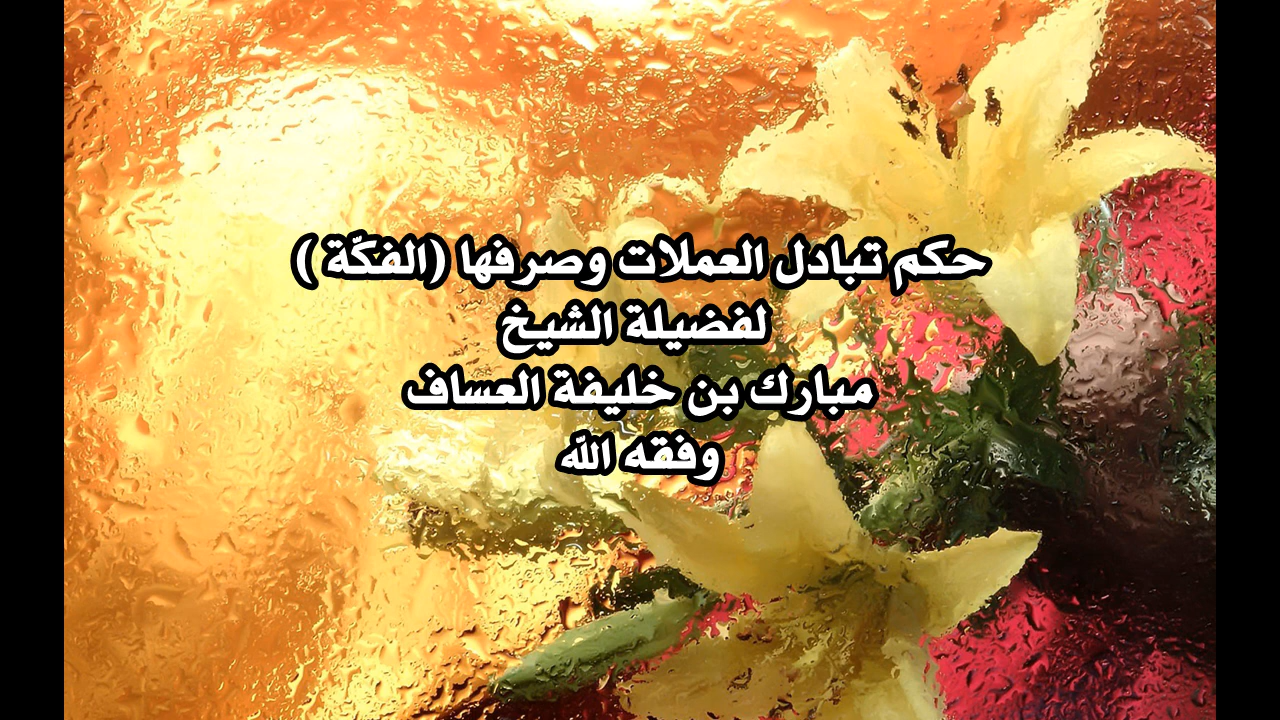 حكم تبادل العملات وصرفها (الفكّة )
لفضيلة الشيخ
مبارك بن خليفة العساف
وفقه الله